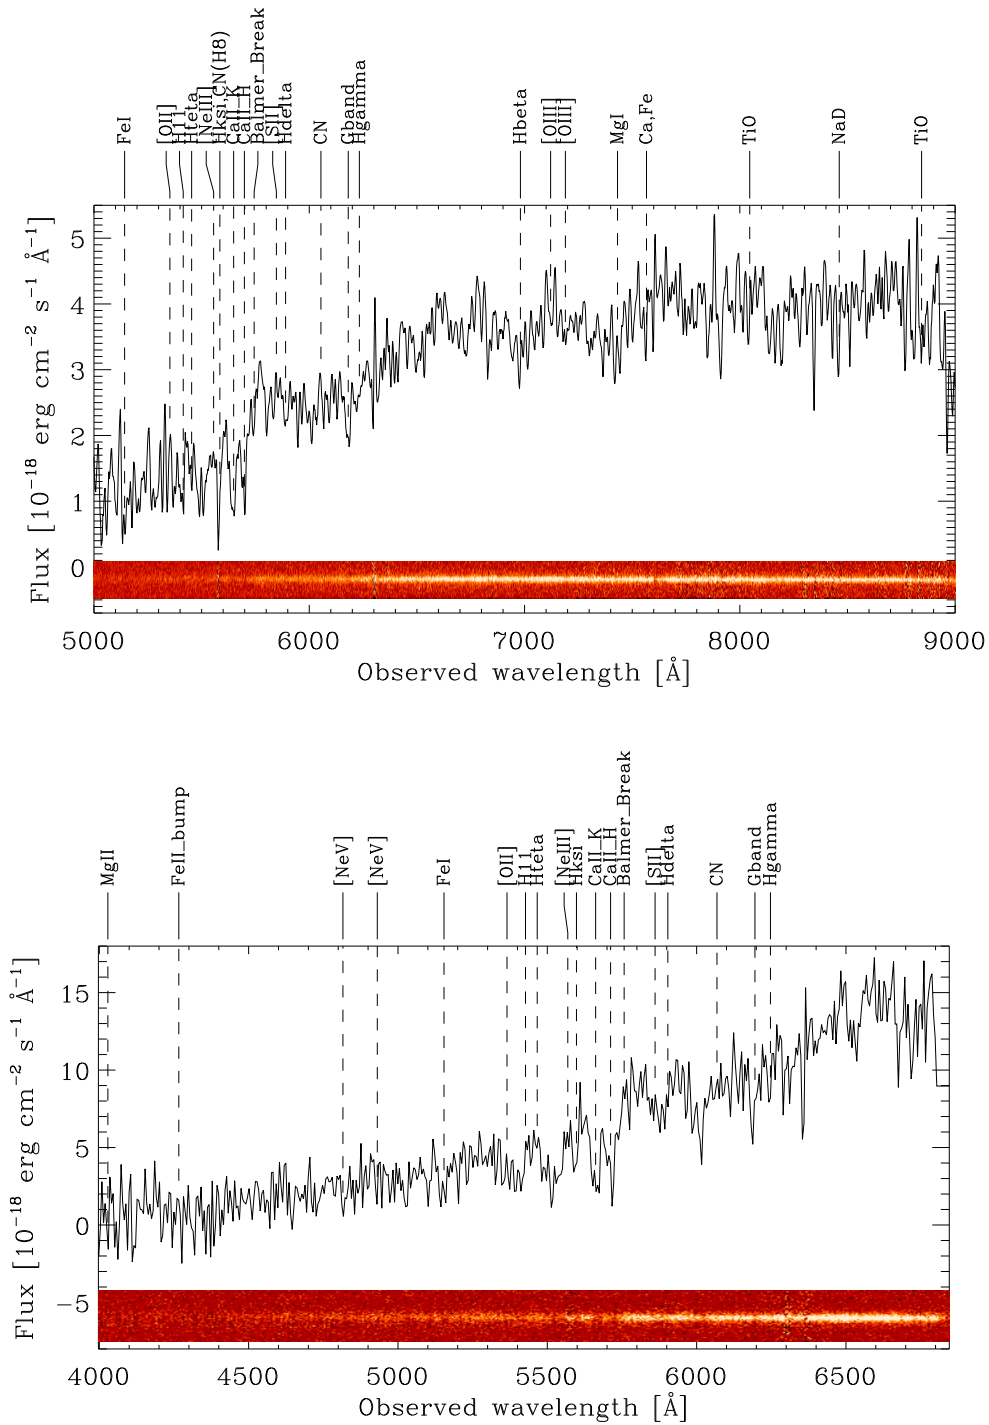 FeI [OII] H11 Hteta [NeIII] Hksi,CN(H8) CaII_K CaII_H Balmer_Break [SII] Hdelta CN Gband Hgamma Hbeta [OIII] [OIII] MgI Ca,Fe TiO NaD TiO
Flux [10⁻¹⁸ erg cm⁻² s⁻¹ Å⁻¹]
5
4
3
2
1
0
5000 6000 7000 8000 9000
Observed wavelength [Å]
MgII FeII_bump [NeV] [NeV] FeI [OII] H11 Hteta [NeIII] Hksi CaII_K CaII_H Balmer_Break [SII] Hdelta CN Gband Hgamma
Flux [10⁻¹⁸ erg cm⁻² s⁻¹ Å⁻¹]
15
10
5
0
−5
4000 4500 5000 5500 6000 6500
Observed wavelength [Å]